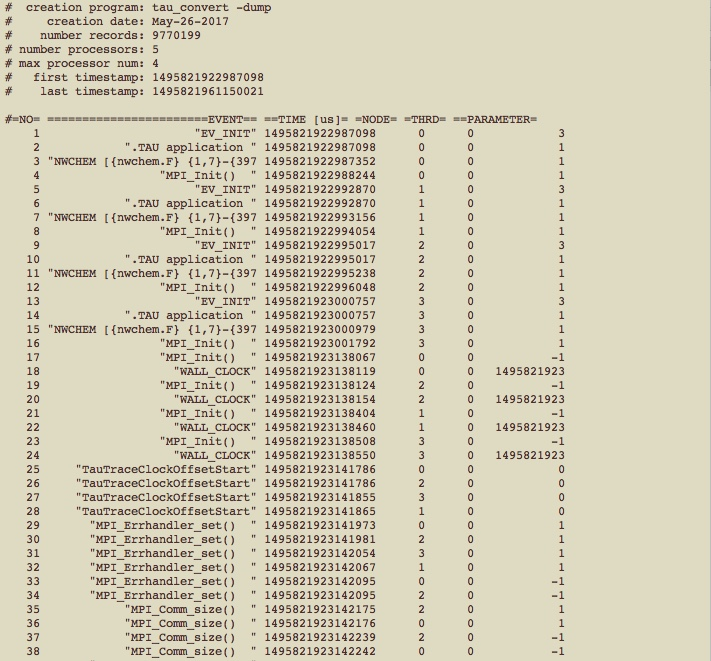 #  creation program: tau_convert -dump
#     creation date: May-26-2017
#    number records: 9770199
# number processors: 5
# max processor num: 4
#   first timestamp: 1495821922987098
#    last timestamp: 1495821961150021
#=NO= =======================EVENT== ==TIME [us]= =NODE= =THRD= ==PARAMETER=
1 "EV_INIT" 1495821922987098 0 0 3
2 ".TAU application " 1495821922987098 0 0 1
3 "NWCHEM [{nwchem.F} {1,7}-{397 1495821922987352 0 0 1
4 "MPI_Init()  " 1495821922988244 0 0 1
5 "EV_INIT" 1495821922992870 1 0 3
6 ".TAU application " 1495821922992870 1 0 1
7 "NWCHEM [{nwchem.F} {1,7}-{397 1495821922993156 1 0 1
8 "MPI_Init()  " 1495821922994054 1 0 1
9 "EV_INIT" 1495821922995017 2 0 3
10 ".TAU application " 1495821922995017 2 0 1
11 "NWCHEM [{nwchem.F} {1,7}-{397 1495821922995238 2 0 1
12 "MPI_Init()  " 1495821922996048 2 0 1
13 "EV_INIT" 1495821923000757 3 0 3
14 ".TAU application " 1495821923000757 3 0 1
15 "NWCHEM [{nwchem.F} {1,7}-{397 1495821923000979 3 0 1
16 "MPI_Init()  " 1495821923001792 3 0 1
17 "MPI_Init()  " 1495821923138067 0 0 -1
18 "WALL_CLOCK" 1495821923138119 0 0 1495821923
19 "MPI_Init()  " 1495821923138124 2 0 -1
20 "WALL_CLOCK" 1495821923138154 2 0 1495821923
21 "MPI_Init()  " 1495821923138404 1 0 -1
22 "WALL_CLOCK" 1495821923138460 1 0 1495821923
23 "MPI_Init()  " 1495821923138508 3 0 -1
24 "WALL_CLOCK" 1495821923138550 3 0 1495821923
25 "TauTraceClockOffsetStart" 1495821923141786 0 0 0
26 "TauTraceClockOffsetStart" 1495821923141786 2 0 0
27 "TauTraceClockOffsetStart" 1495821923141855 3 0 0
28 "TauTraceClockOffsetStart" 1495821923141865 1 0 0
29 "MPI_Errhandler_set()  " 1495821923141973 0 0 1
30 "MPI_Errhandler_set()  " 1495821923141981 2 0 1
31 "MPI_Errhandler_set()  " 1495821923142054 3 0 1
32 "MPI_Errhandler_set()  " 1495821923142067 1 0 1
33 "MPI_Errhandler_set()  " 1495821923142095 0 0 -1
34 "MPI_Errhandler_set()  " 1495821923142095 2 0 -1
35 "MPI_Comm_size()  " 1495821923142175 2 0 1
36 "MPI_Comm_size()  " 1495821923142176 0 0 1
37 "MPI_Comm_size()  " 1495821923142239 2 0 -1
38 "MPI_Comm_size()  " 1495821923142242 0 0 -1